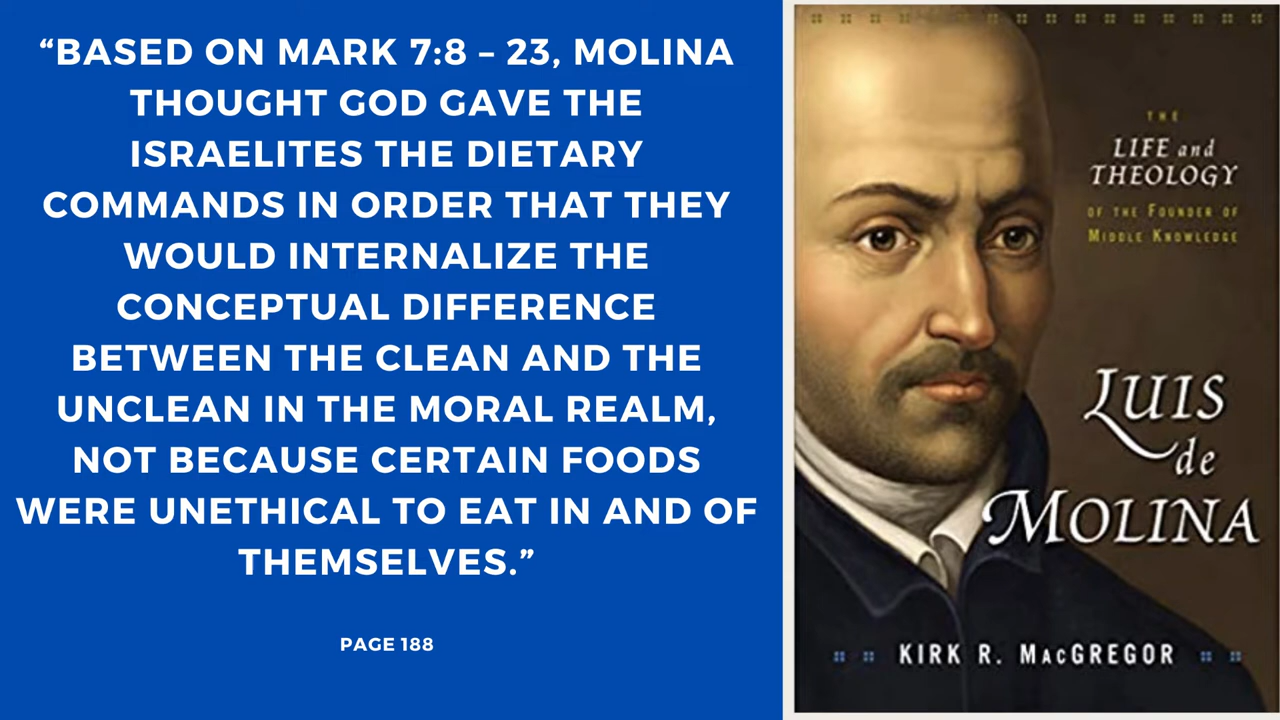 “BASED ON MARK 7:8 – 23, MOLINA
THOUGHT GOD GAVE THE
ISRAELITES THE DIETARY
COMMANDS IN ORDER THAT THEY
WOULD INTERNALIZE THE
CONCEPTUAL DIFFERENCE
BETWEEN THE CLEAN AND THE
UNCLEAN IN THE MORAL REALM,
NOT BECAUSE CERTAIN FOODS
WERE UNETHICAL TO EAT IN AND OF
THEMSELVES.”
PAGE 188
THE
LIFE and
THEOLOGY
OF THE FOUNDER OF
MIDDLE KNOWLEDGE
LUIS
de
MOLINA
KIRK R. MACGREGOR